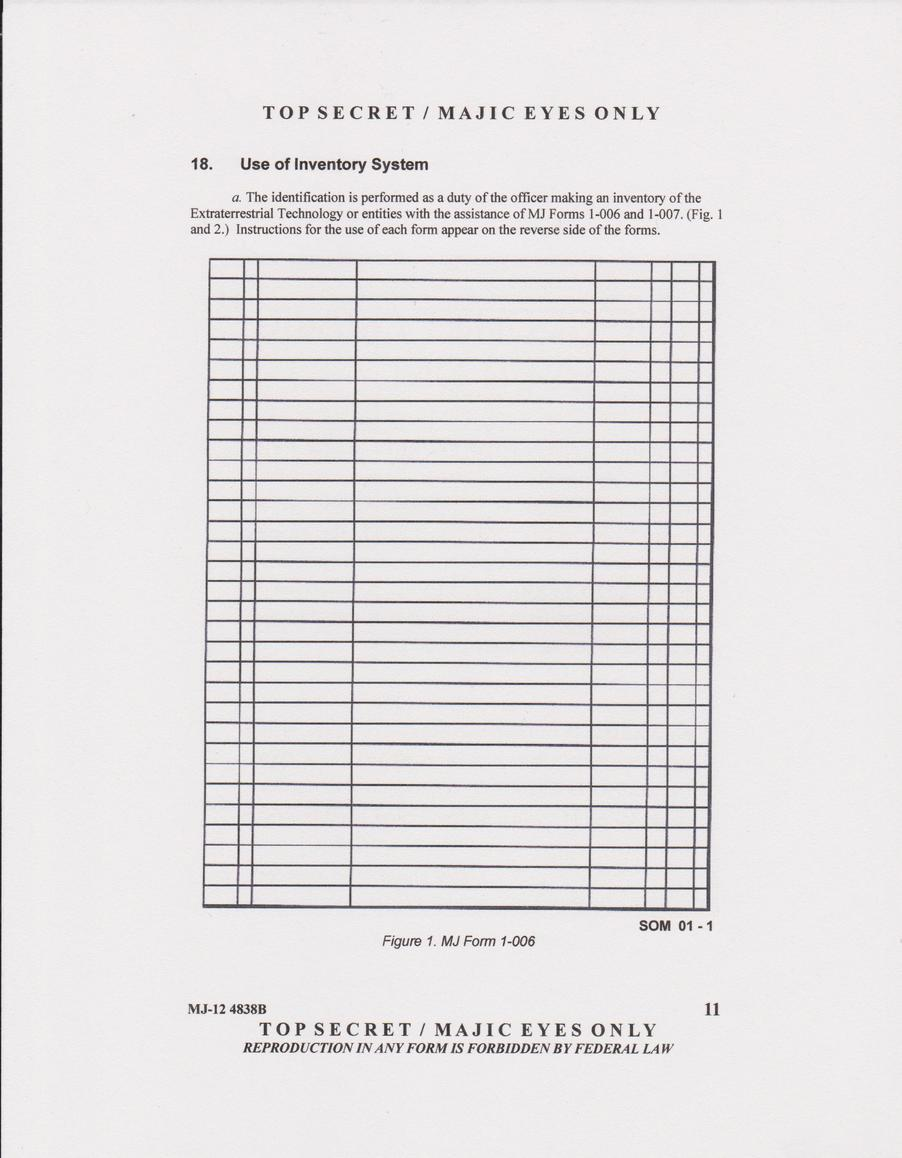 TOP SECRET / MAJIC EYES ONLY
18. Use of Inventory System
a. The identification is performed as a duty of the officer making an inventory of the
Extraterrestrial Technology or entities with the assistance of MJ Forms 1-006 and 1-007. (Fig. 1
and 2.) Instructions for the use of each form appear on the reverse side of the forms.
SOM 01 - 1
Figure 1. MJ Form 1-006
MJ-12 4838B
11
TOP SECRET / MAJIC EYES ONLY
REPRODUCTION IN ANY FORM IS FORBIDDEN BY FEDERAL LAW